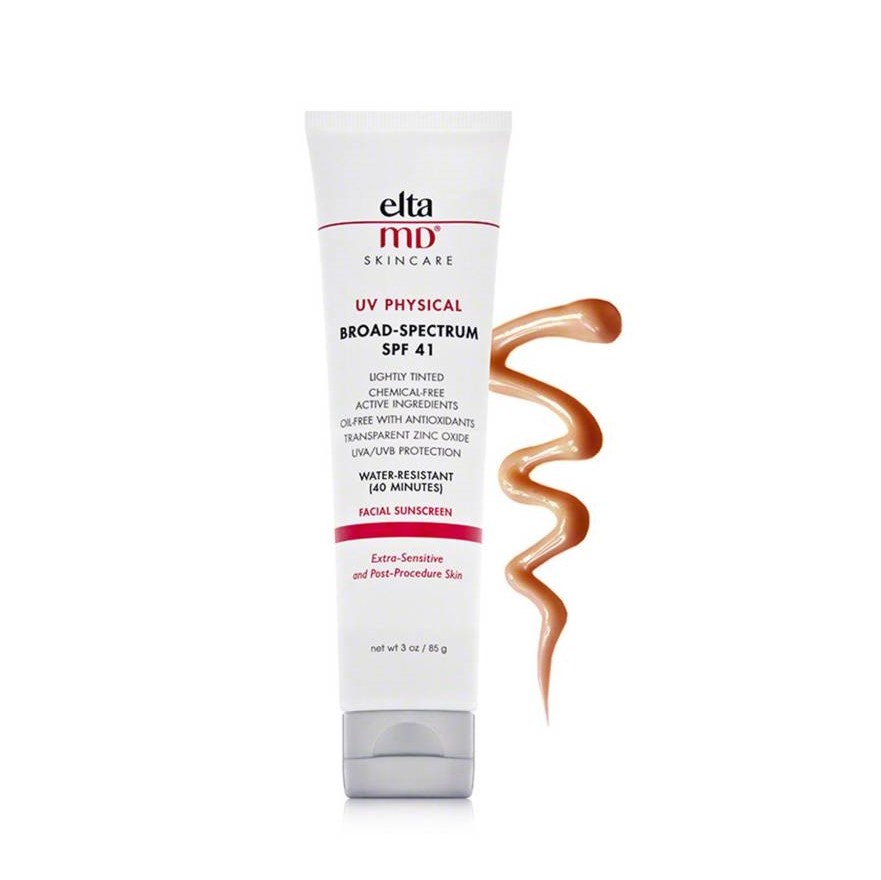 elta
MD®
SKINCARE
UV PHYSICAL
BROAD-SPECTRUM
SPF 41
LIGHTLY TINTED
CHEMICAL-FREE
ACTIVE INGREDIENTS
OIL-FREE WITH ANTIOXIDANTS
TRANSPARENT ZINC OXIDE
UVA/UVB PROTECTION
WATER-RESISTANT
(40 MINUTES)
FACIAL SUNSCREEN
Extra-Sensitive
and Post-Procedure Skin
net wt 3 oz / 85 g